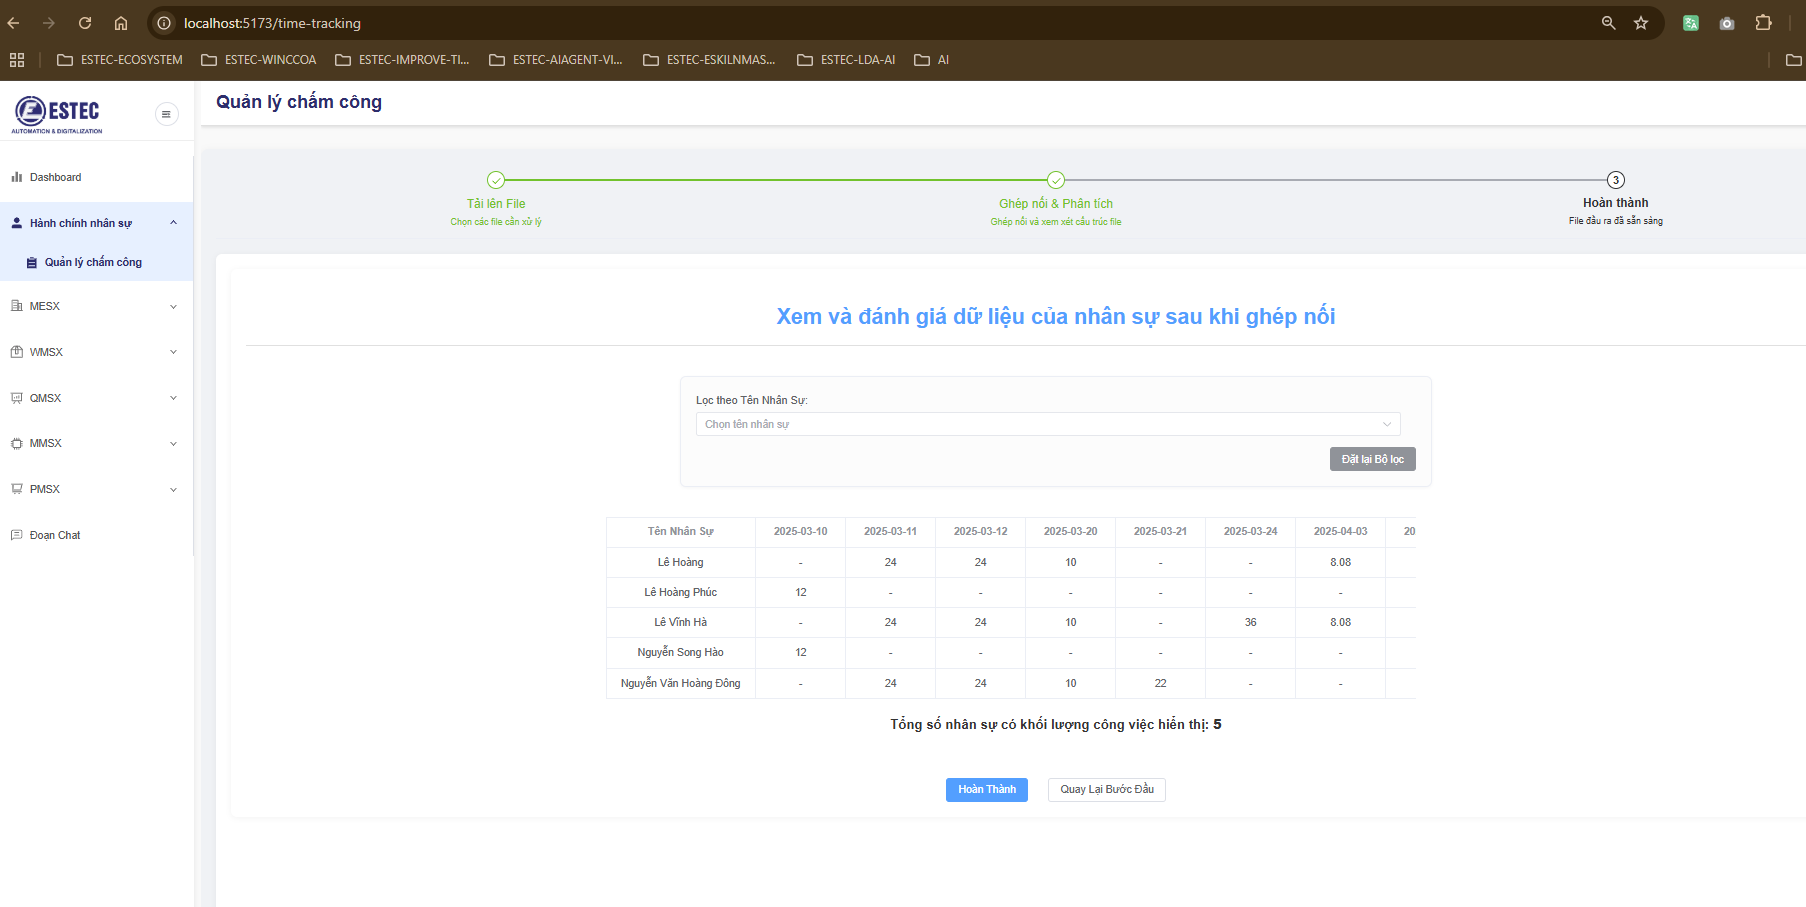 localhost:5173/time-tracking
ESTEC-ECOSYSTEM ESTEC-WINCCOA ESTEC-IMPROVE-TI... ESTEC-AIAGENT-VI... ESTEC-ESKILNMAS... ESTEC-LDA-AI AI
ESTEC
AUTOMATION & DIGITALIZATION
Dashboard
Hành chính nhân sự
Quản lý chấm công
MESX
WMSX
QMSX
MMSX
PMSX
Đoạn Chat
Quản lý chấm công
Tải lên File
Chọn các file cần xử lý
Ghép nối & Phân tích
Ghép nối và xem xét cấu trúc file
3
Hoàn thành
File đầu ra đã sẵn sàng
Xem và đánh giá dữ liệu của nhân sự sau khi ghép nối
Lọc theo Tên Nhân Sự:
Chọn tên nhân sự
Đặt lại Bộ lọc
Tên Nhân Sự 2025-03-10 2025-03-11 2025-03-12 2025-03-20 2025-03-21 2025-03-24 2025-04-03 20
Lê Hoàng - 24 24 10 - - 8.08
Lê Hoàng Phúc 12 - - - - - -
Lê Vĩnh Hà - 24 24 10 - 36 8.08
Nguyễn Song Hào 12 - - - - - -
Nguyễn Văn Hoàng Đông - 24 24 10 22 - -
Tổng số nhân sự có khối lượng công việc hiển thị: 5
Hoàn Thành Quay Lại Bước Đầu